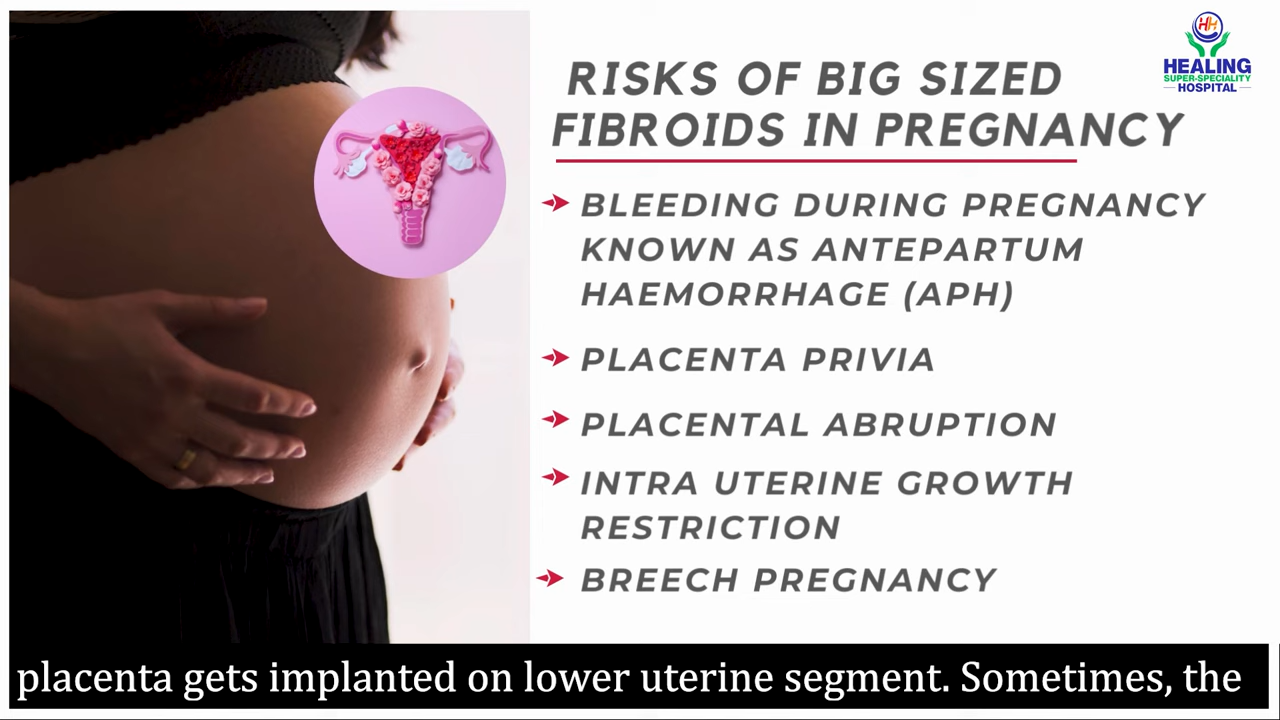 HH
HEALING
SUPER-SPECIALITY
HOSPITAL
RISKS OF BIG SIZED
FIBROIDS IN PREGNANCY
BLEEDING DURING PREGNANCY
KNOWN AS ANTEPARTUM
HAEMORRHAGE (APH)
PLACENTA PRIVIA
PLACENTAL ABRUPTION
INTRA UTERINE GROWTH
RESTRICTION
BREECH PREGNANCY
placenta gets implanted on lower uterine segment. Sometimes, the